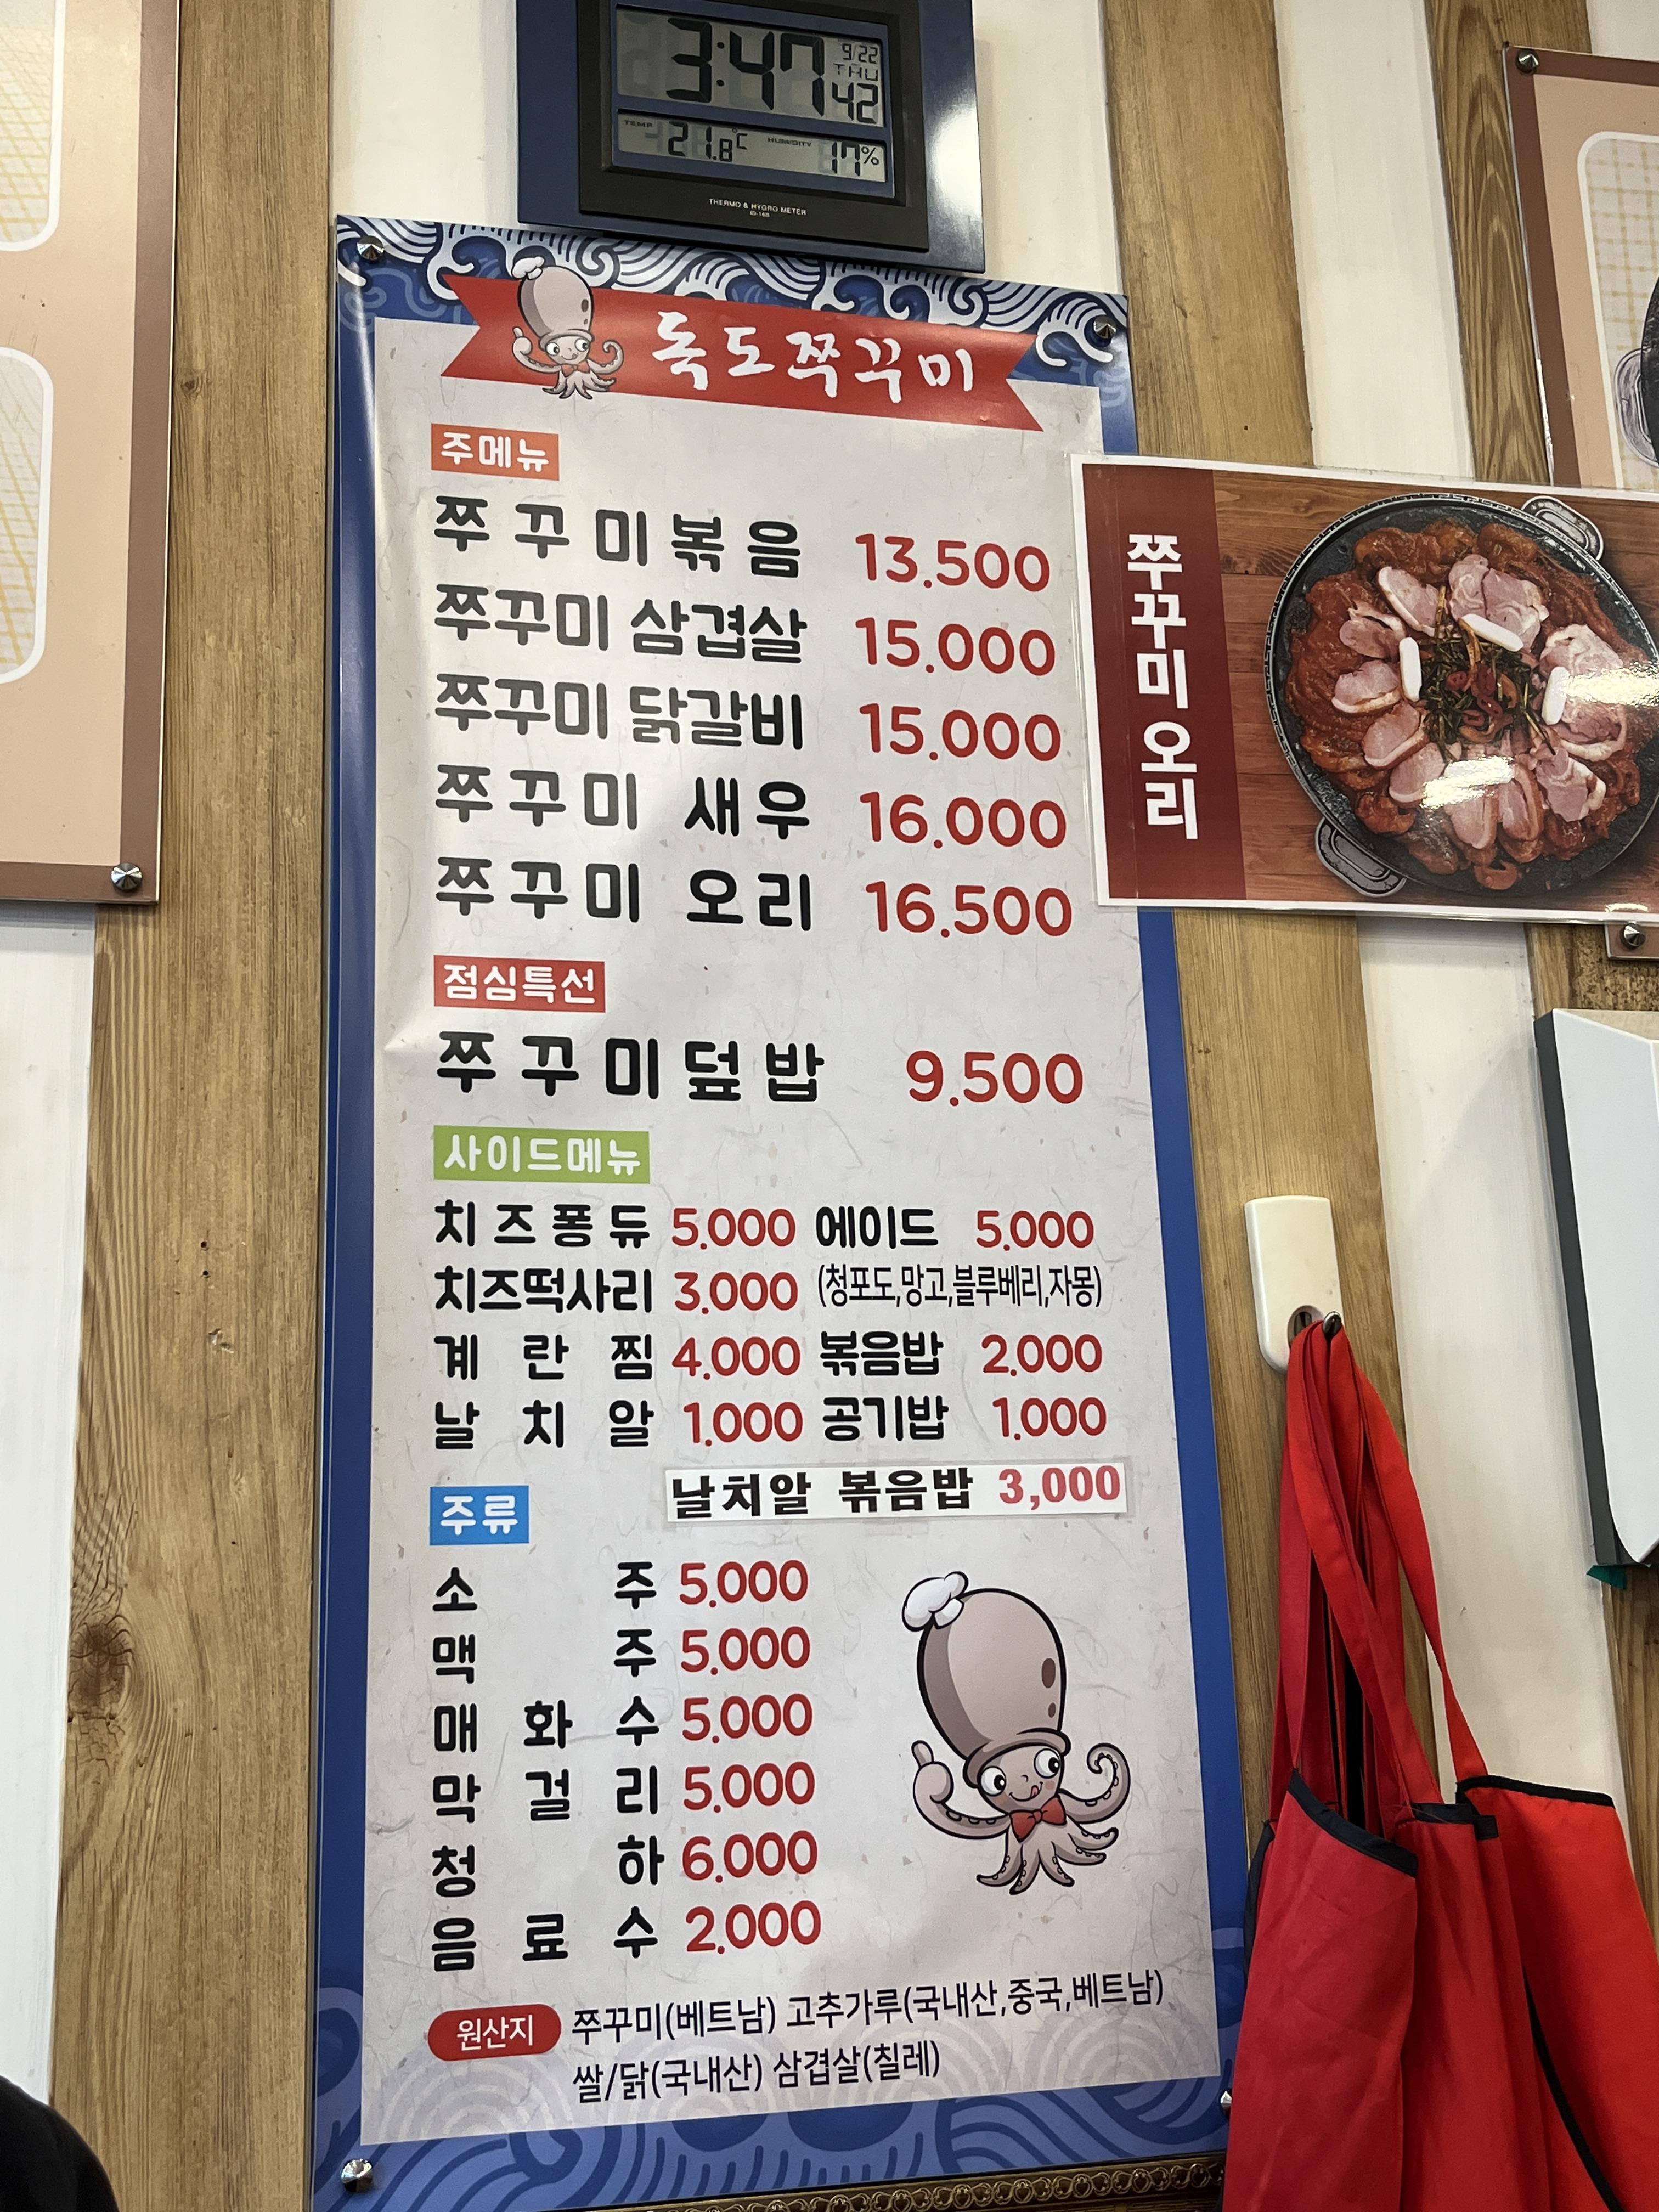 3:47
9/22
THU
42
TEMP
21.8°C
HUMIDITY
17%
THERMO & HYGRO METER
ID-165
독도쭈꾸미
주메뉴
쭈꾸미볶음 13.500
쭈꾸미 삼겹살 15.000
쭈꾸미 닭갈비 15.000
쭈꾸미 새우 16.000
쭈꾸미 오리 16.500
점심특선
쭈꾸미덮밥 9.500
사이드메뉴
치즈퐁듀 5.000 에이드 5.000
치즈떡사리 3.000 (청포도,망고,블루베리,자몽)
계란찜 4.000 볶음밥 2.000
날치알 1.000 공기밥 1.000
날치알 볶음밥 3,000
주류
소주 5.000
맥주 5.000
매화수 5.000
막걸리 5.000
청하 6.000
음료수 2.000
원산지 쭈꾸미(베트남) 고추가루(국내산,중국,베트남)
쌀/닭(국내산) 삼겹살(칠레)
쭈꾸미 오리